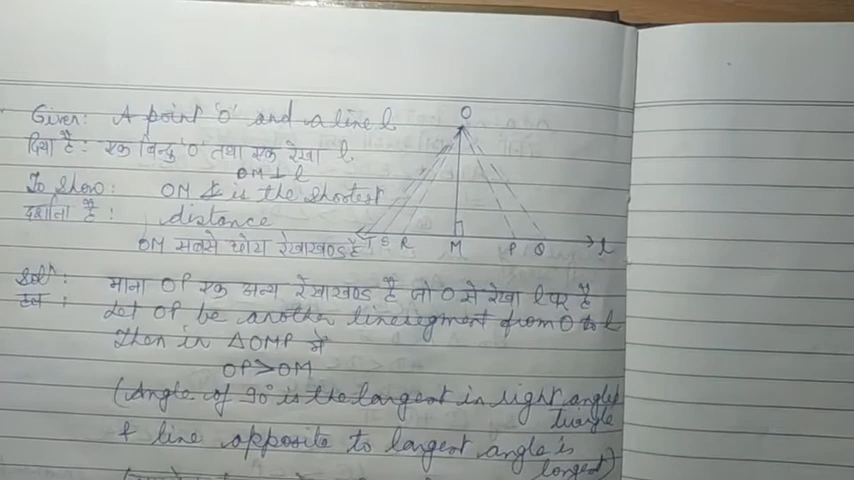 Given: A point 'O' and a line l
दिया है: एक बिन्दु 'O' तथा एक रेखा l
OM ⊥ l
To Show: OM is the shortest
दर्शाना है: distance
OM सबसे छोटा रेखाखण्ड है
O
T S R M P Q l
Solⁿ: माना OP एक अन्य रेखाखण्ड है जो O से रेखा l पर है
हल: Let OP be another linesegment from O to l
Then in △OMP में
OP>OM
(Angle of 90° is the largest in right angled
triangle
& line opposite to largest angle is
longest)